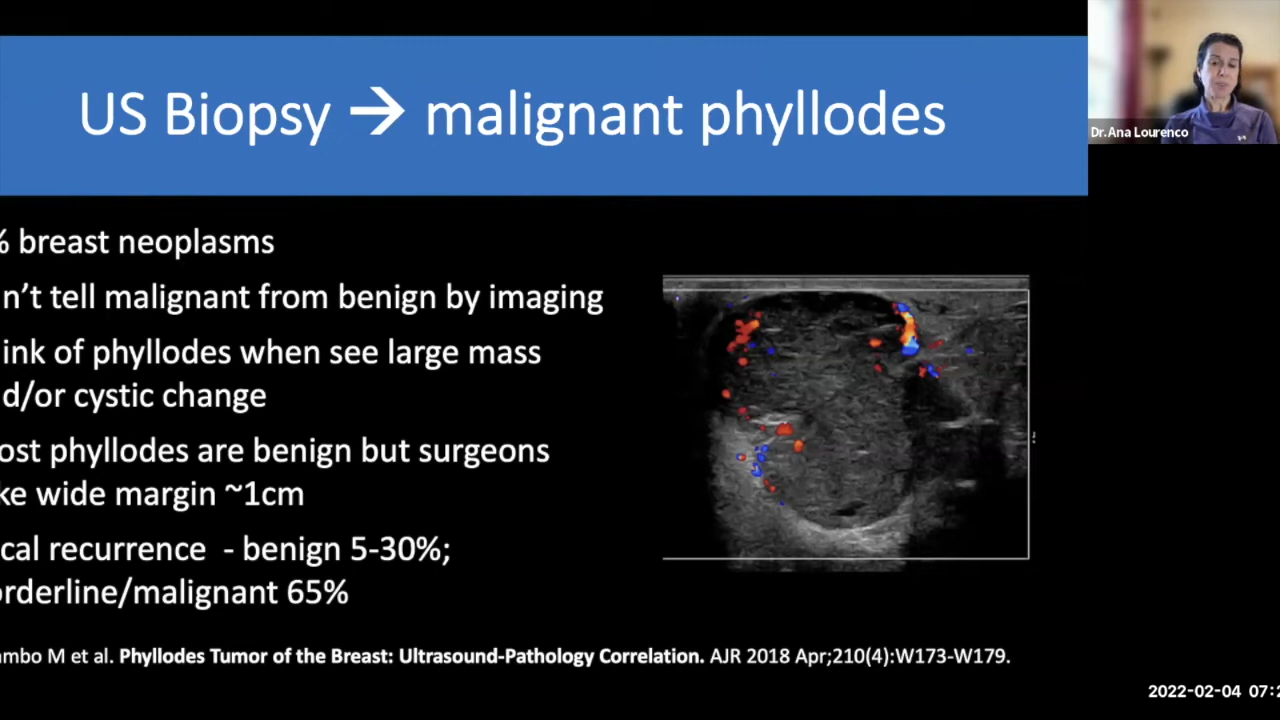 US Biopsy → malignant phyllodes
Dr. Ana Lourenco
% breast neoplasms
n't tell malignant from benign by imaging
ink of phyllodes when see large mass
d/or cystic change
ost phyllodes are benign but surgeons
ke wide margin ~1cm
cal recurrence - benign 5-30%;
orderline/malignant 65%
mbo M et al. Phyllodes Tumor of the Breast: Ultrasound-Pathology Correlation. AJR 2018 Apr;210(4):W173-W179.
2022-02-04 07:2